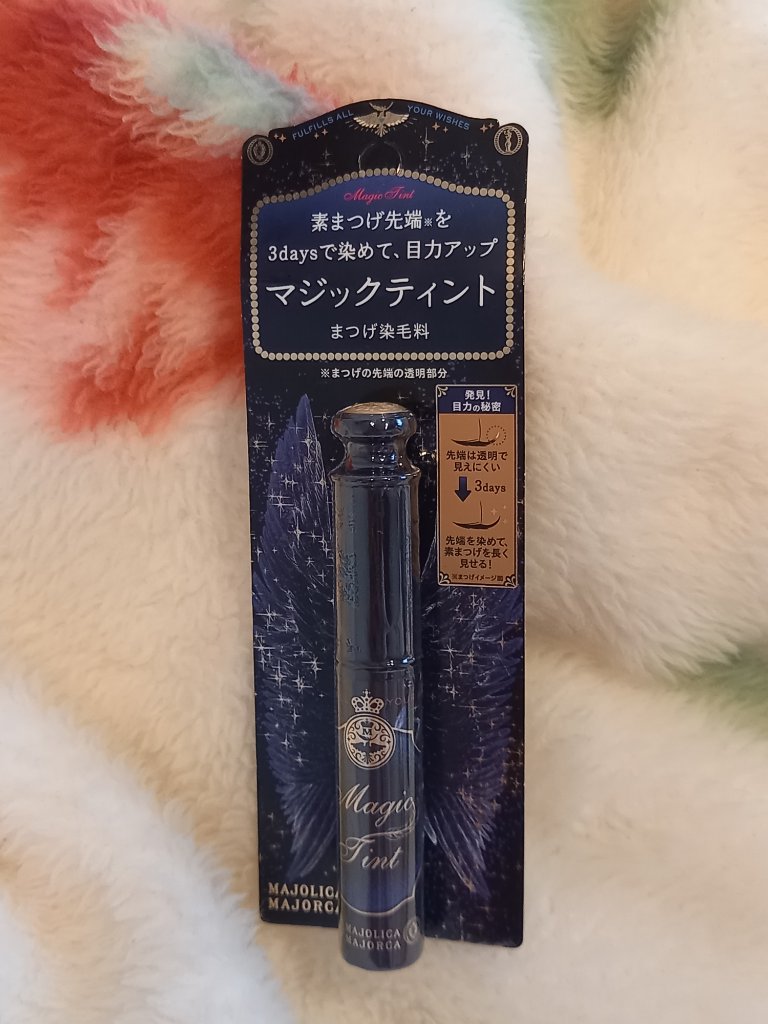 FULFILLS ALL YOUR WISHES
Magic Tint
素まつげ先端※を
3daysで染めて、目力アップ
マジックティント
まつげ染毛料
※まつげの先の透明部分
発見!
目力の秘密
先端は透明で
見えにくい
3days
先端を染めて、
素まつげを長く
見せる!
※まつげイメージ図
M
Magic
Tint
MAJOLICA
MAJORCA
MAJOLICA
MAJORCA